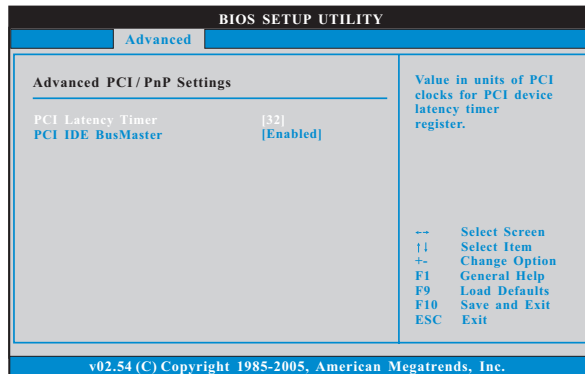 BIOS SETUP UTILITY
Advanced
Advanced PCI / PnP Settings
PCI Latency Timer [32]
PCI IDE BusMaster [Enabled]
Value in units of PCI
clocks for PCI device
latency timer
register.
←→ Select Screen
↑↓ Select Item
+- Change Option
F1 General Help
F9 Load Defaults
F10 Save and Exit
ESC Exit
v02.54 (C) Copyright 1985-2005, American Megatrends, Inc.